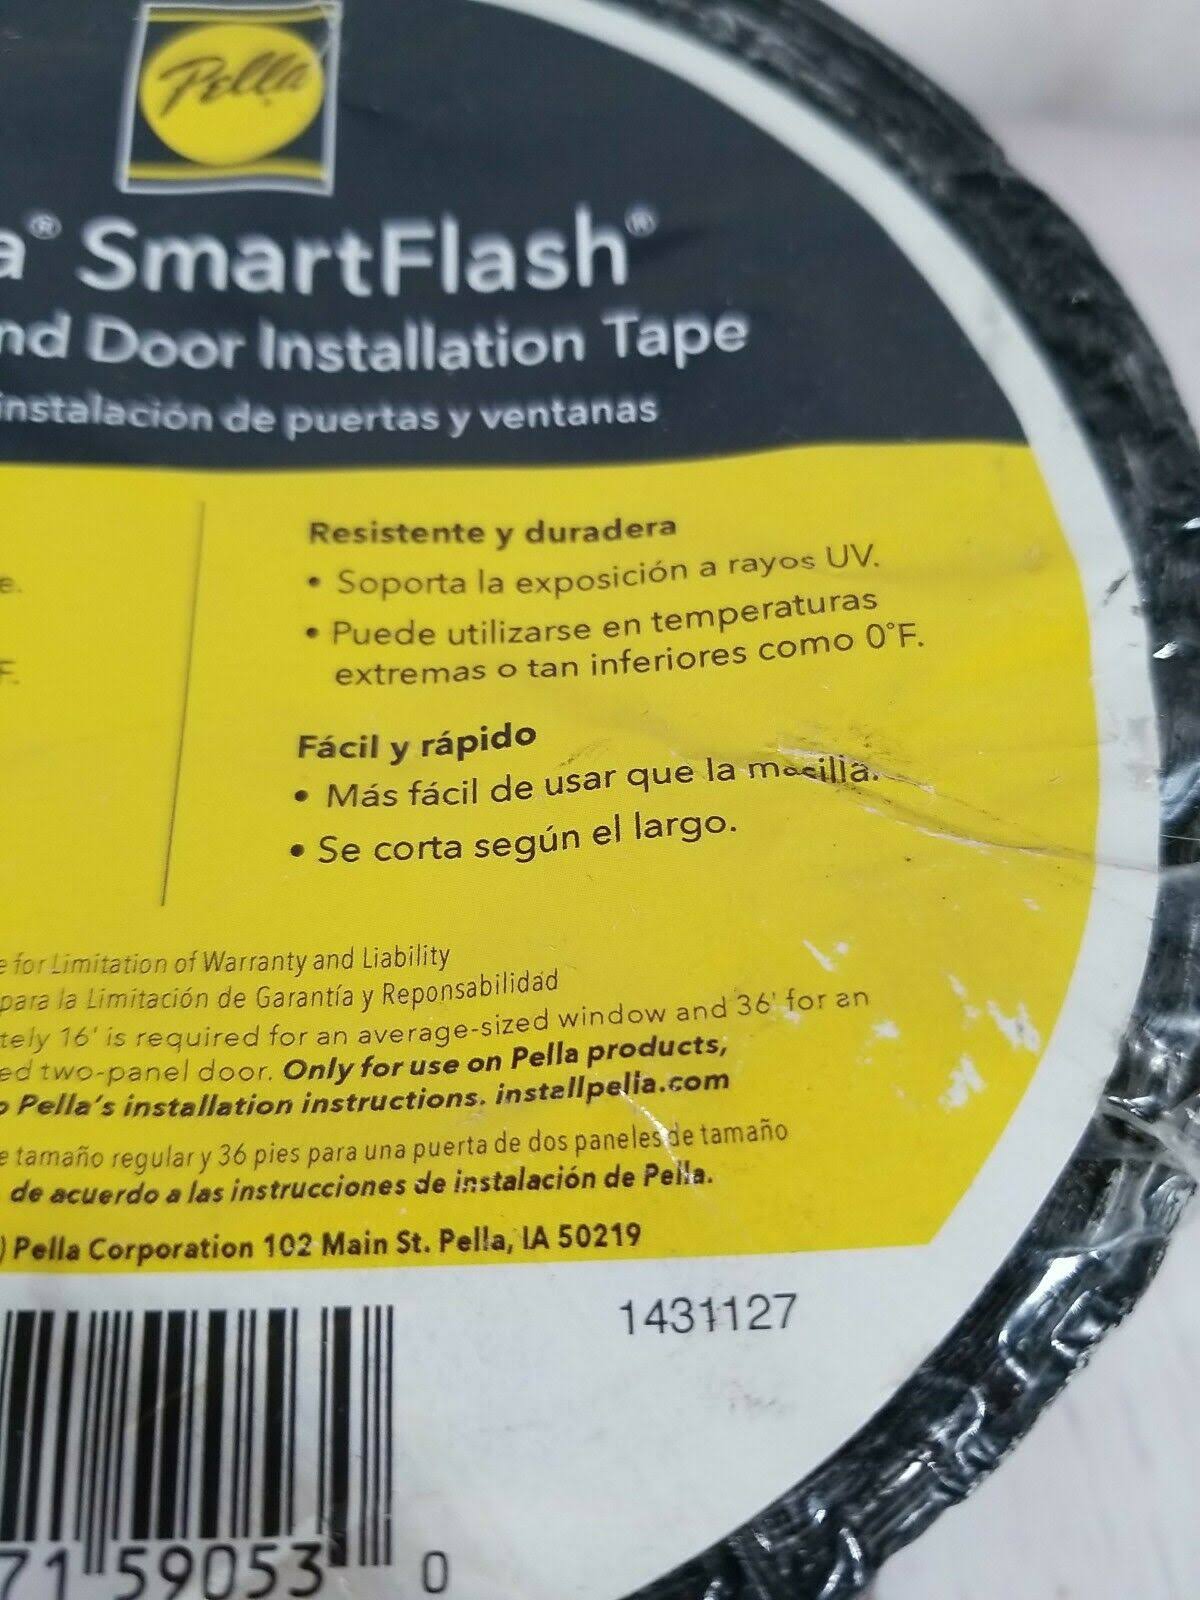 Pella
a® SmartFlash®
nd Door Installation Tape
instalación de puertas y ventanas
e.
F.
Resistente y duradera
• Soporta la exposición a rayos UV.
• Puede utilizarse en temperaturas
extremas o tan inferiores como 0°F.
Fácil y rápido
• Más fácil de usar que la masilla.
• Se corta según el largo.
e for Limitation of Warranty and Liability
para la Limitación de Garantía y Reponsabilidad
tely 16' is required for an average-sized window and 36' for an
ed two-panel door. Only for use on Pella products,
o Pella's installation instructions. installpella.com
e tamaño regular y 36 pies para una puerta de dos paneles de tamaño
de acuerdo a las instrucciones de instalación de Pella.
) Pella Corporation 102 Main St. Pella, IA 50219
1431127
71 59053 0